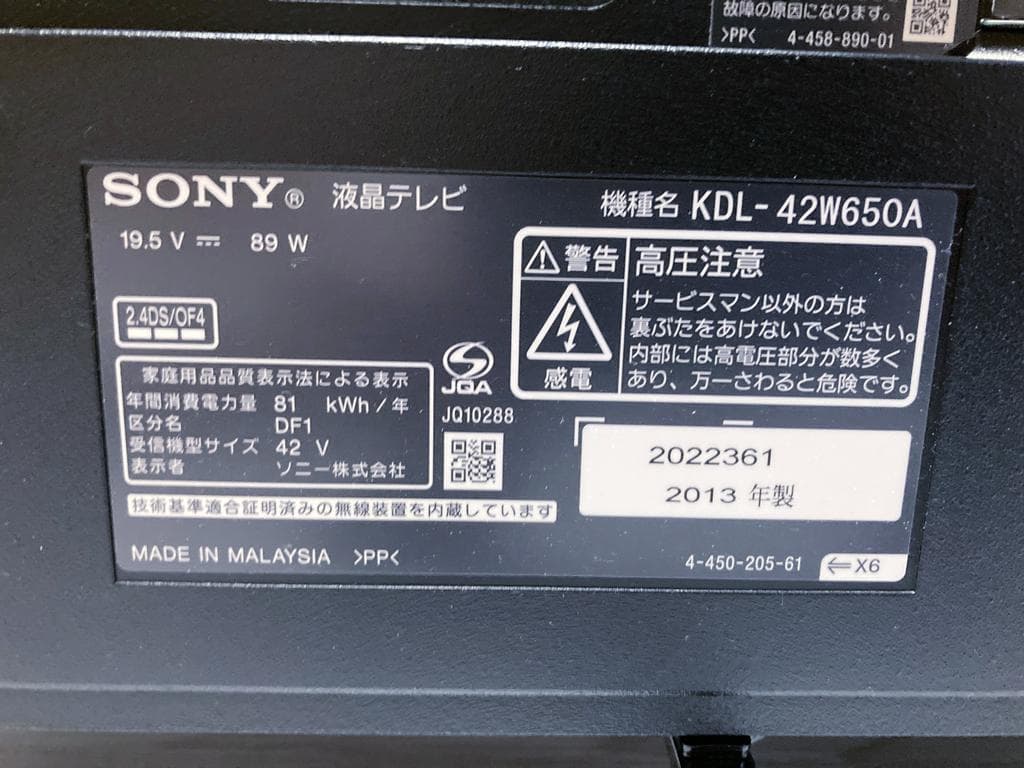 故障の原因になります。
>PP< 4-458-890-01
SONY® 液晶テレビ
機種名 KDL-42W650A
19.5 V ⎓ 89 W
警告 高圧注意
サービスマン以外の方は
裏ぶたをあけないでください。
内部には高電圧部分が数多く
あり、万一さわると危険です。
感電
2.4DS/OF4
家庭用品品質表示法による表示
年間消費電力量 81 kWh/年
区分名 DF1
受信機型サイズ 42 V
表示者 ソニー株式会社
JQA
JQ10288
技術基準適合証明済みの無線装置を内蔵しています
2022361
2013 年製
MADE IN MALAYSIA >PP<
4-450-205-61
⇐X6